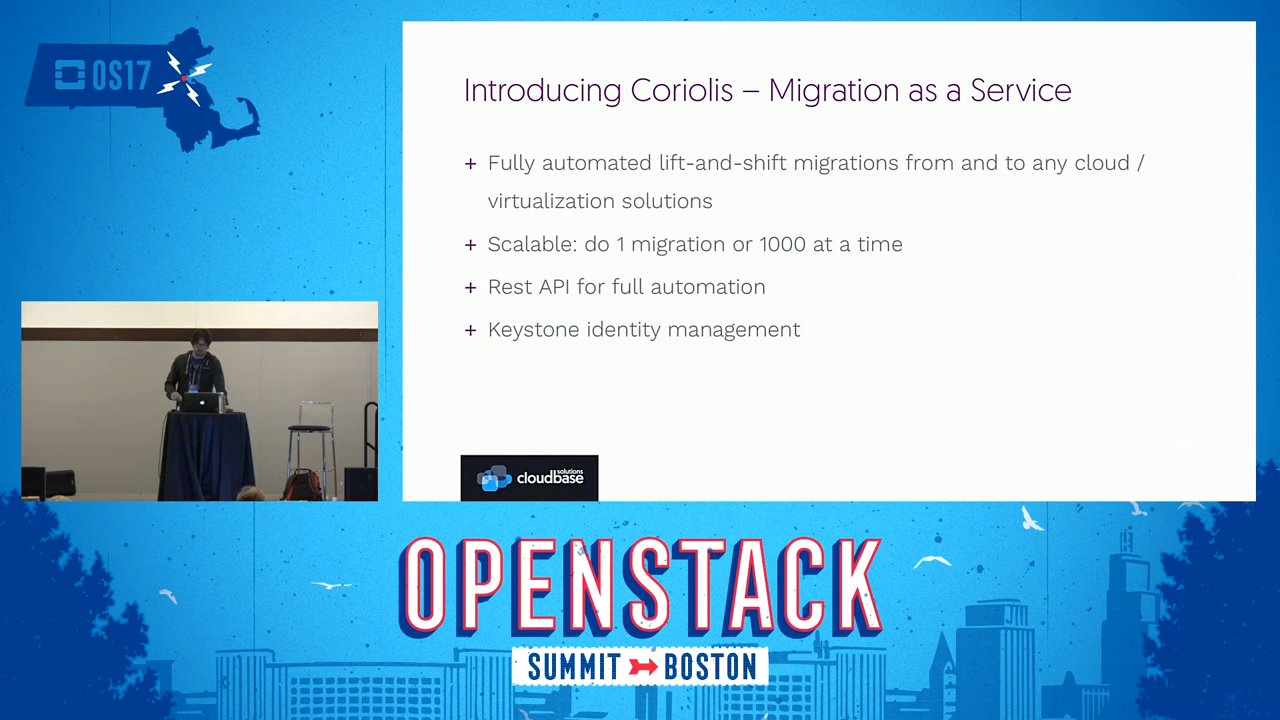 OS17
Introducing Coriolis – Migration as a Service
+ Fully automated lift-and-shift migrations from and to any cloud /
virtualization solutions
+ Scalable: do 1 migration or 1000 at a time
+ Rest API for full automation
+ Keystone identity management
solutions
cloudbase
OPENSTACK
SUMMIT BOSTON